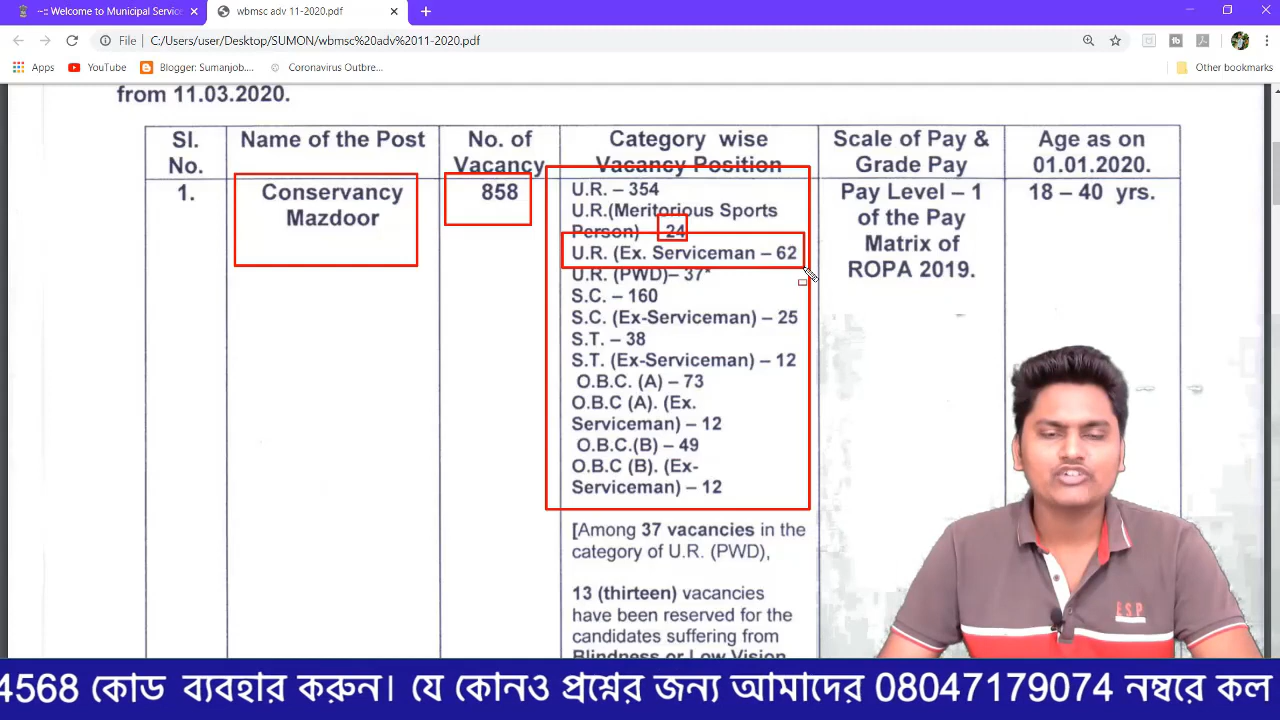 -:: Welcome to Municipal Service
wbmsc adv 11-2020.pdf
File
C:/Users/user/Desktop/SUMON/wbmsc%20adv%2011-2020.pdf
Apps
YouTube
Blogger: Sumanjob....
Coronavirus Outbre...
Other bookmarks
from 11.03.2020.
Sl. No.
Name of the Post
No. of Vacancy
Category wise Vacancy Position
Scale of Pay & Grade Pay
Age as on 01.01.2020.
1.
Conservancy
Mazdoor
858
U.R. – 354
U.R.(Meritorious Sports
Person) 24
U.R. (Ex. Serviceman – 62
U.R. (PWD)– 37*
S.C. – 160
S.C. (Ex-Serviceman) – 25
S.T. – 38
S.T. (Ex-Serviceman) – 12
O.B.C. (A) – 73
O.B.C (A). (Ex.
Serviceman) – 12
O.B.C.(B) – 49
O.B.C (B). (Ex-
Serviceman) – 12
[Among 37 vacancies in the
category of U.R. (PWD),
13 (thirteen) vacancies
have been reserved for the
candidates suffering from
Blindness or Low Vision
Pay Level – 1
of the Pay
Matrix of
ROPA 2019.
18 – 40 yrs.
ESP
4568 কোড ব্যবহার করুন। যে কোনও প্রশ্নের জন্য আমাদের 08047179074 নম্বরে কল